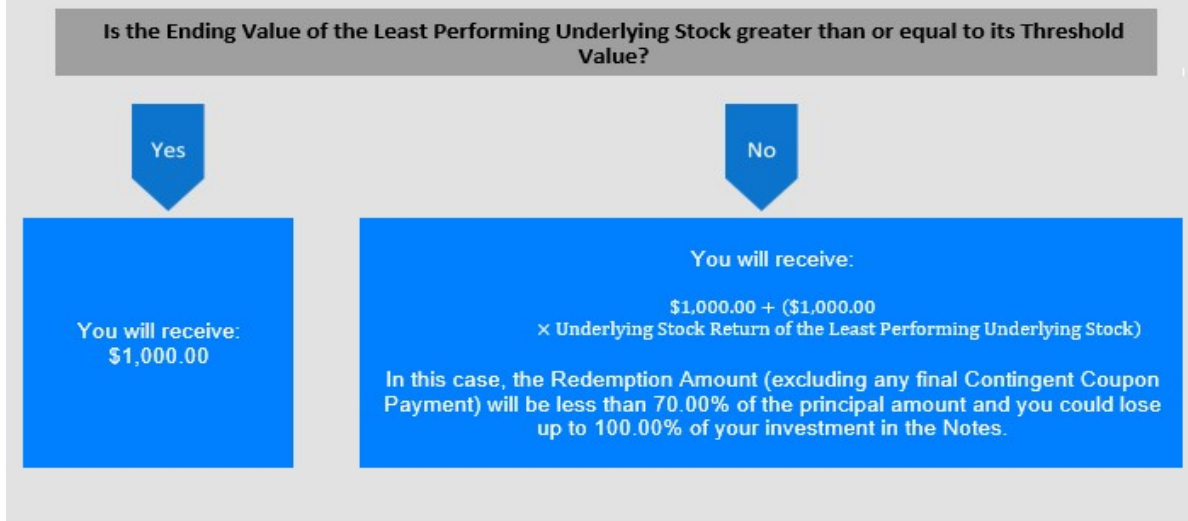 Is the Ending Value of the Least Performing Underlying Stock greater than or equal to its Threshold
Value?
Yes
No
You will receive:
$1,000.00
You will receive:
$1,000.00 + ($1,000.00
× Underlying Stock Return of the Least Performing Underlying Stock)
In this case, the Redemption Amount (excluding any final Contingent Coupon
Payment) will be less than 70.00% of the principal amount and you could lose
up to 100.00% of your investment in the Notes.